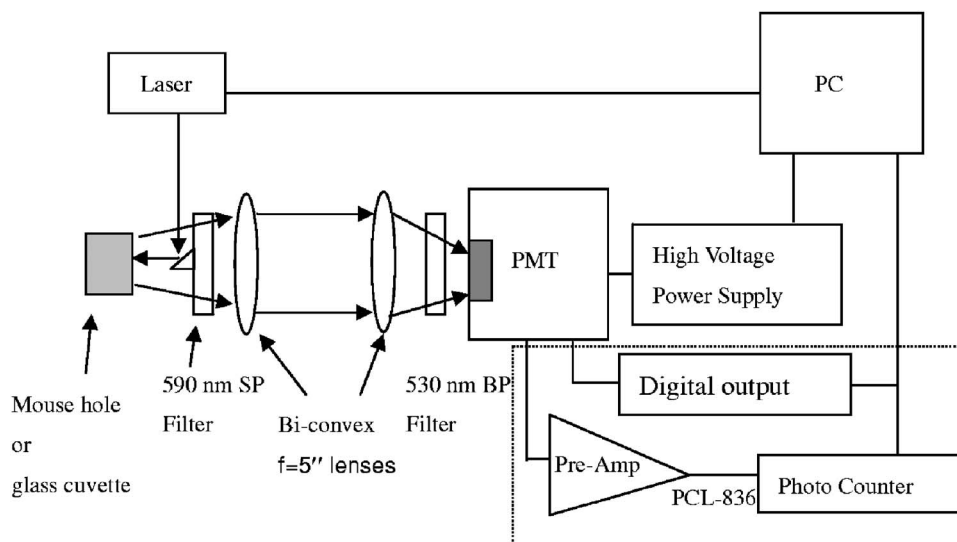 Laser
PC
PMT
High Voltage
Power Supply
590 nm SP
Filter
530 nm BP
Filter
Mouse hole
or
glass cuvette
Bi-convex
f=5″ lenses
Digital output
Pre-Amp
PCL-836
Photo Counter